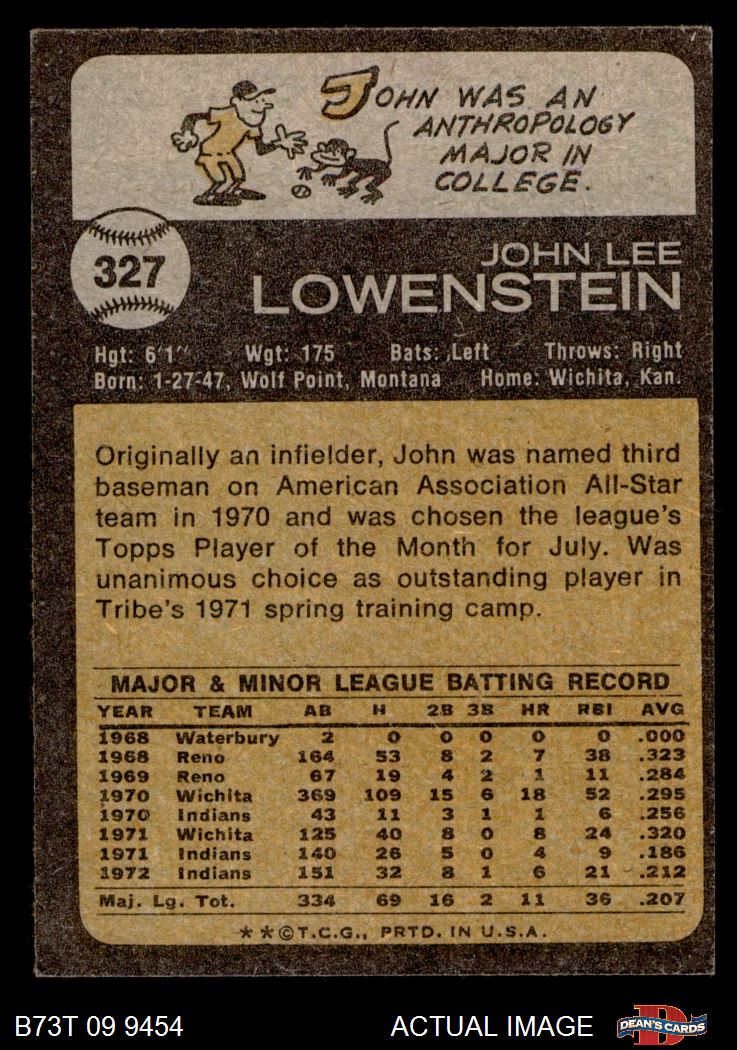 JOHN WAS AN
ANTHROPOLOGY
MAJOR IN
COLLEGE.
327
JOHN LEE
LOWENSTEIN
Hgt: 6'1" Wgt: 175 Bats: Left Throws: Right
Born: 1-27-47, Wolf Point, Montana Home: Wichita, Kan.
Originally an infielder, John was named third
baseman on American Association All-Star
team in 1970 and was chosen the league's
Topps Player of the Month for July. Was
unanimous choice as outstanding player in
Tribe's 1971 spring training camp.
MAJOR & MINOR LEAGUE BATTING RECORD
YEAR TEAM AB H 2B 3B HR RBI AVG
1968 Waterbury 2 0 0 0 0 0 .000
1968 Reno 164 53 8 2 7 38 .323
1969 Reno 67 19 4 2 1 11 .284
1970 Wichita 369 109 15 6 18 52 .295
1970 Indians 43 11 3 1 1 6 .256
1971 Wichita 125 40 8 0 8 24 .320
1971 Indians 140 26 5 0 4 9 .186
1972 Indians 151 32 8 1 6 21 .212
Maj. Lg. Tot. 334 69 16 2 11 36 .207
**©T.C.G., PRTD. IN U.S.A.
B73T 09 9454 ACTUAL IMAGE D DEAN'S CARDS